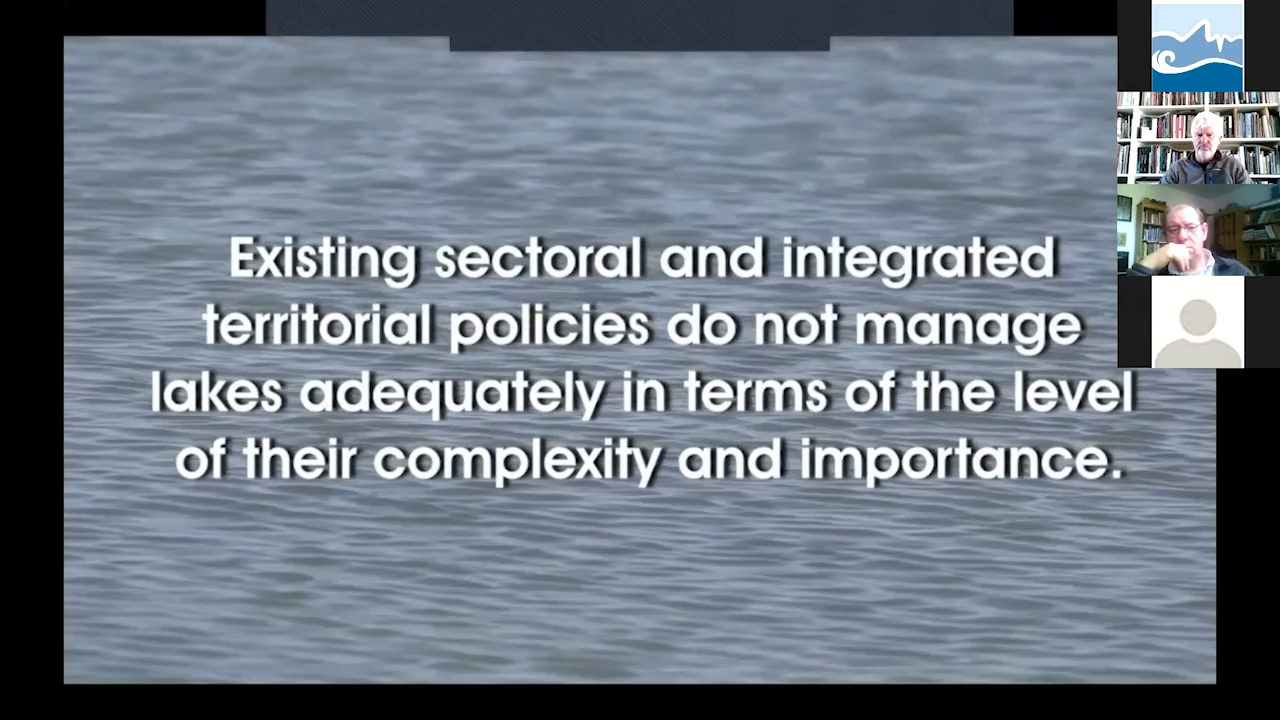 Existing sectoral and integrated
territorial policies do not manage
lakes adequately in terms of the level
of their complexity and importance.